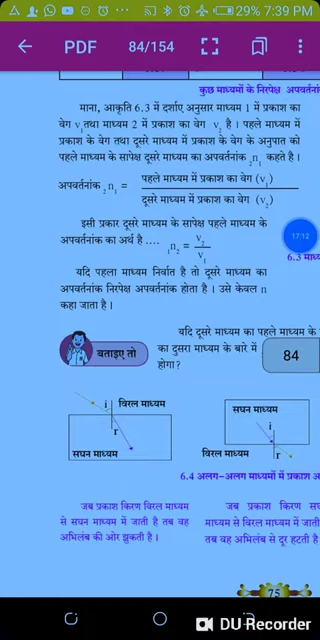 29% 7:39 PM
PDF 84/154
कुछ माध्यमों के निरपेक्ष अपवर्तनां
माना, आकृति 6.3 में दर्शाए अनुसार माध्यम 1 में प्रकाश का
वेग v1 तथा माध्यम 2 में प्रकाश का वेग v2 है। पहले माध्यम में
प्रकाश के वेग तथा दूसरे माध्यम में प्रकाश के वेग के अनुपात को
पहले माध्यम के सापेक्ष दूसरे माध्यम का अपवर्तनांक 2n1 कहते है।
अपवर्तनांक 2n1 = पहले माध्यम में प्रकाश का वेग (v1)
दूसरे माध्यम में प्रकाश का वेग (v2)
इसी प्रकार दूसरे माध्यम के सापेक्ष पहले माध्यम के
अपवर्तनांक का अर्थ है .... 1n2 = v2
v1
17:12
6.3 माध्य
यदि पहला माध्यम निर्वात है तो दूसरे माध्यम का
अपवर्तनांक निरपेक्ष अपवर्तनांक होता है। उसे केवल n
कहा जाता है।
बताइए तो
यदि दूसरे माध्यम का पहले माध्यम के
का दुसरा माध्यम के बारे में
होगा?
84
i विरल माध्यम
r
सघन माध्यम
सघन माध्यम
i
विरल माध्यम r
6.4 अलग-अलग माध्यमों में प्रकाश
जब प्रकाश किरण विरल माध्यम
से सघन माध्यम में जाती है तब वह
अभिलंब की ओर झुकती है।
जब प्रकाश किरण
माध्यम से विरल माध्यम में जाती
तब वह अभिलंब से दूर हटती है
75
DU Recorder